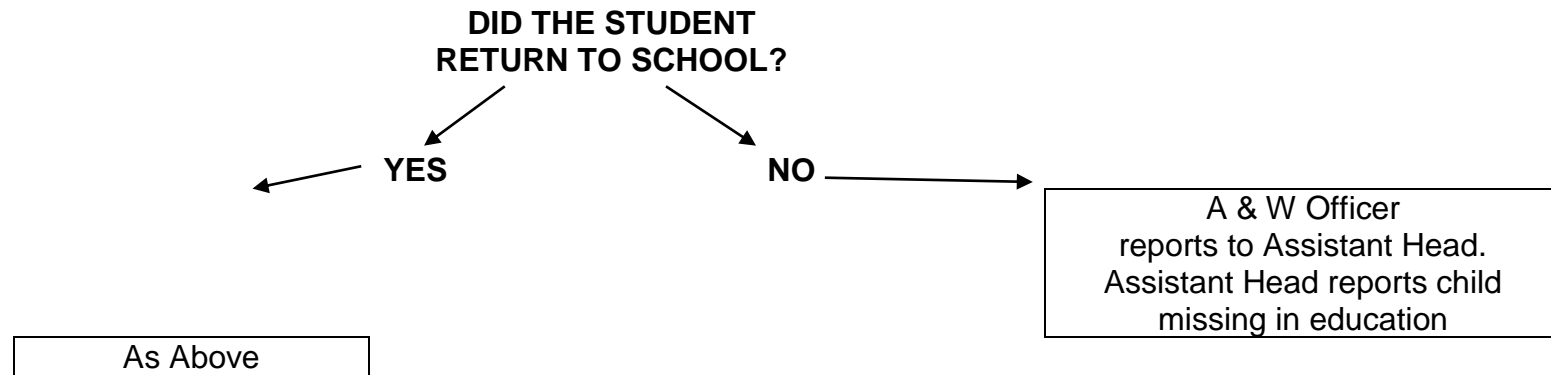 DID THE STUDENT
RETURN TO SCHOOL?
YES
NO
A & W Officer
reports to Assistant Head.
Assistant Head reports child
missing in education
As Above